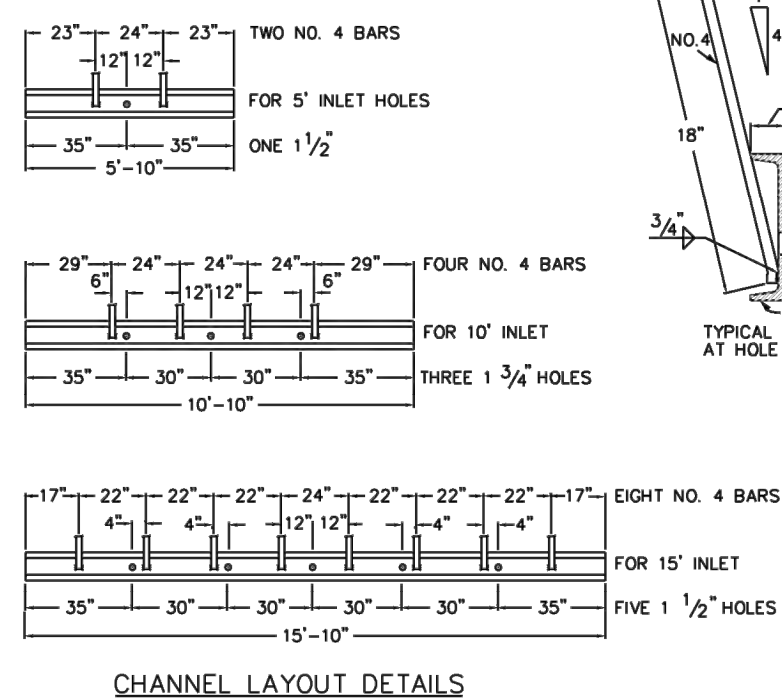 23" 24" 23" TWO NO. 4 BARS
12" 12"
FOR 5' INLET HOLES
35" 35" ONE 1 1/2"
5'-10"
NO.4
4
18"
3/4"
TYPICAL
AT HOLE
29" 24" 24" 24" 29" FOUR NO. 4 BARS
6" 12" 12" 6"
FOR 10' INLET
35" 30" 30" 35" THREE 1 3/4" HOLES
10'-10"
17" 22" 22" 22" 24" 22" 22" 22" 17" EIGHT NO. 4 BARS
4" 4" 12" 12" 4" 4"
FOR 15' INLET
35" 30" 30" 30" 30" 35" FIVE 1 1/2" HOLES
15'-10"
CHANNEL LAYOUT DETAILS